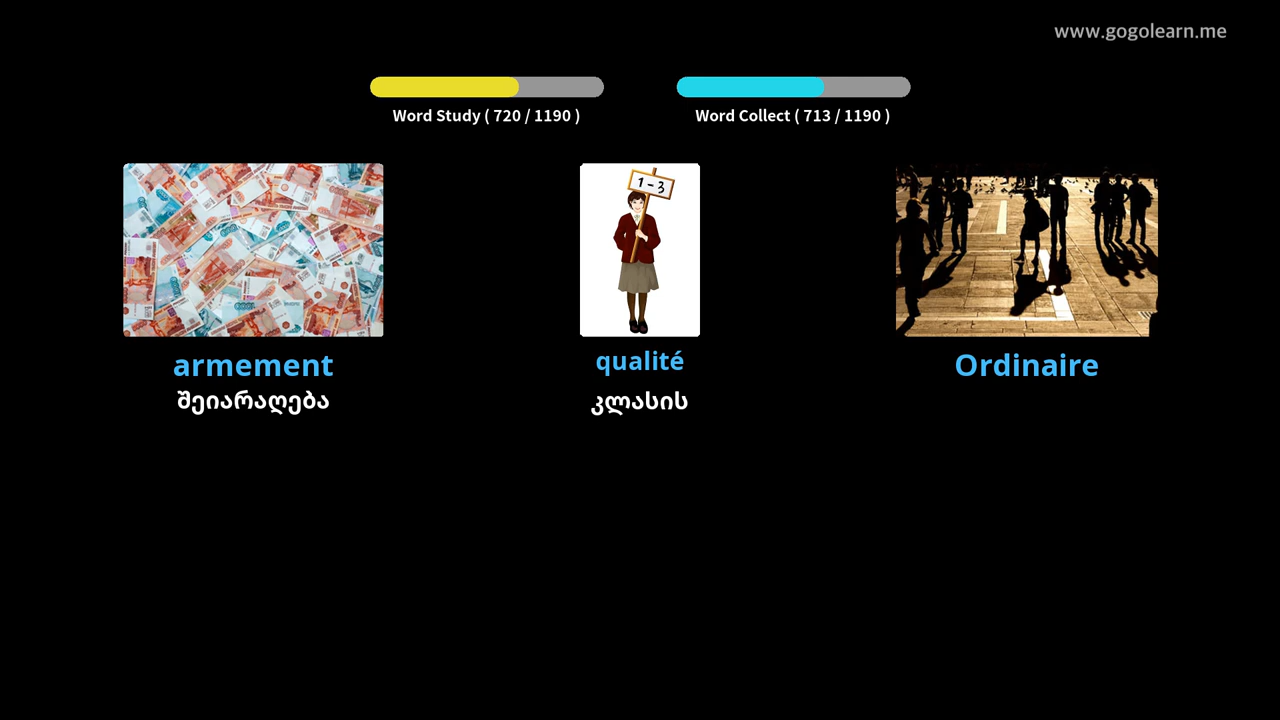 www.gogolearn.me
Word Study ( 720 / 1190 )
Word Collect ( 713 / 1190 )
1 - 3
armement
qualité
Ordinaire
შეიარაღება
კლასის